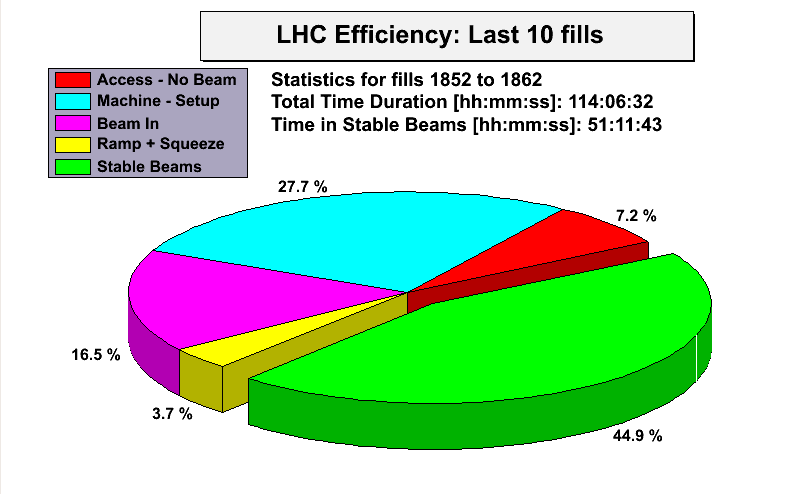 LHC Efficiency: Last 10 fills
Access - No Beam
Machine - Setup
Beam In
Ramp + Squeeze
Stable Beams
Statistics for fills 1852 to 1862
Total Time Duration [hh:mm:ss]: 114:06:32
Time in Stable Beams [hh:mm:ss]: 51:11:43
27.7 %
7.2 %
16.5 %
3.7 %
44.9 %